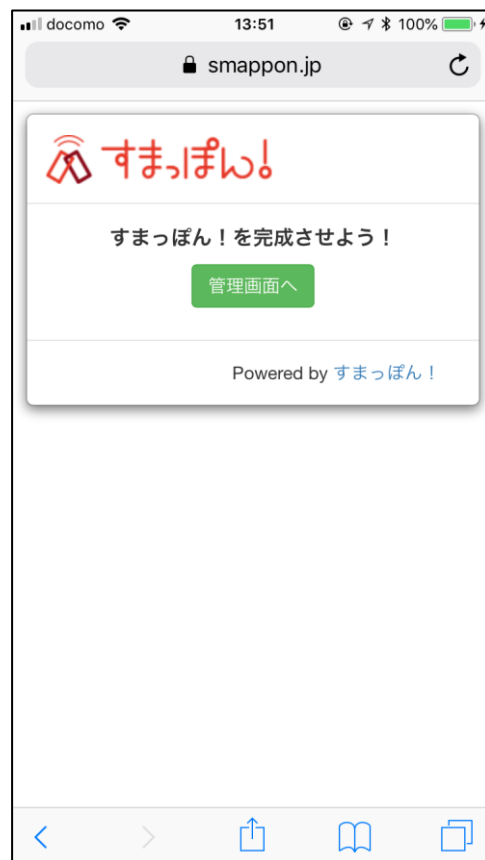 docomo 13:51 100%
smappon.jp
すまっぽん!
すまっぽん！を完成させよう！
管理画面へ
Powered by すまっぽん！